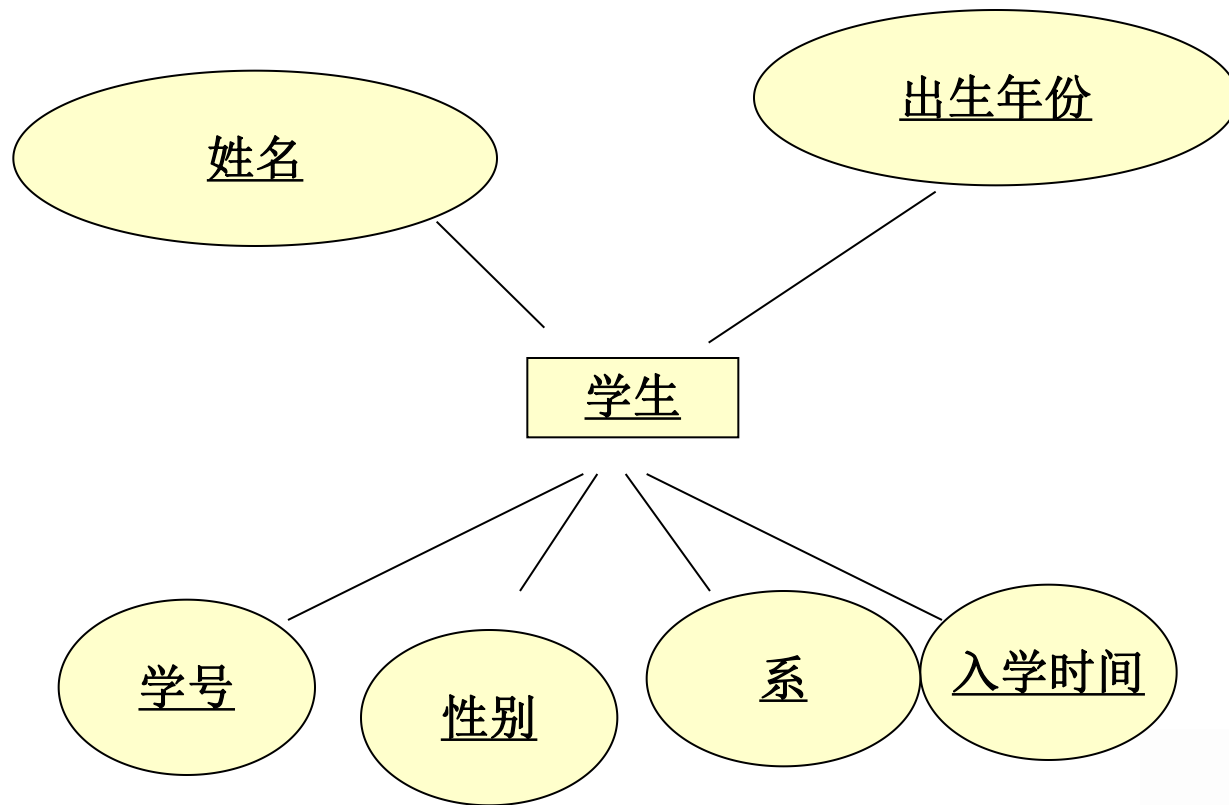 出生年份
姓名
学生
学号
性别
系
入学时间